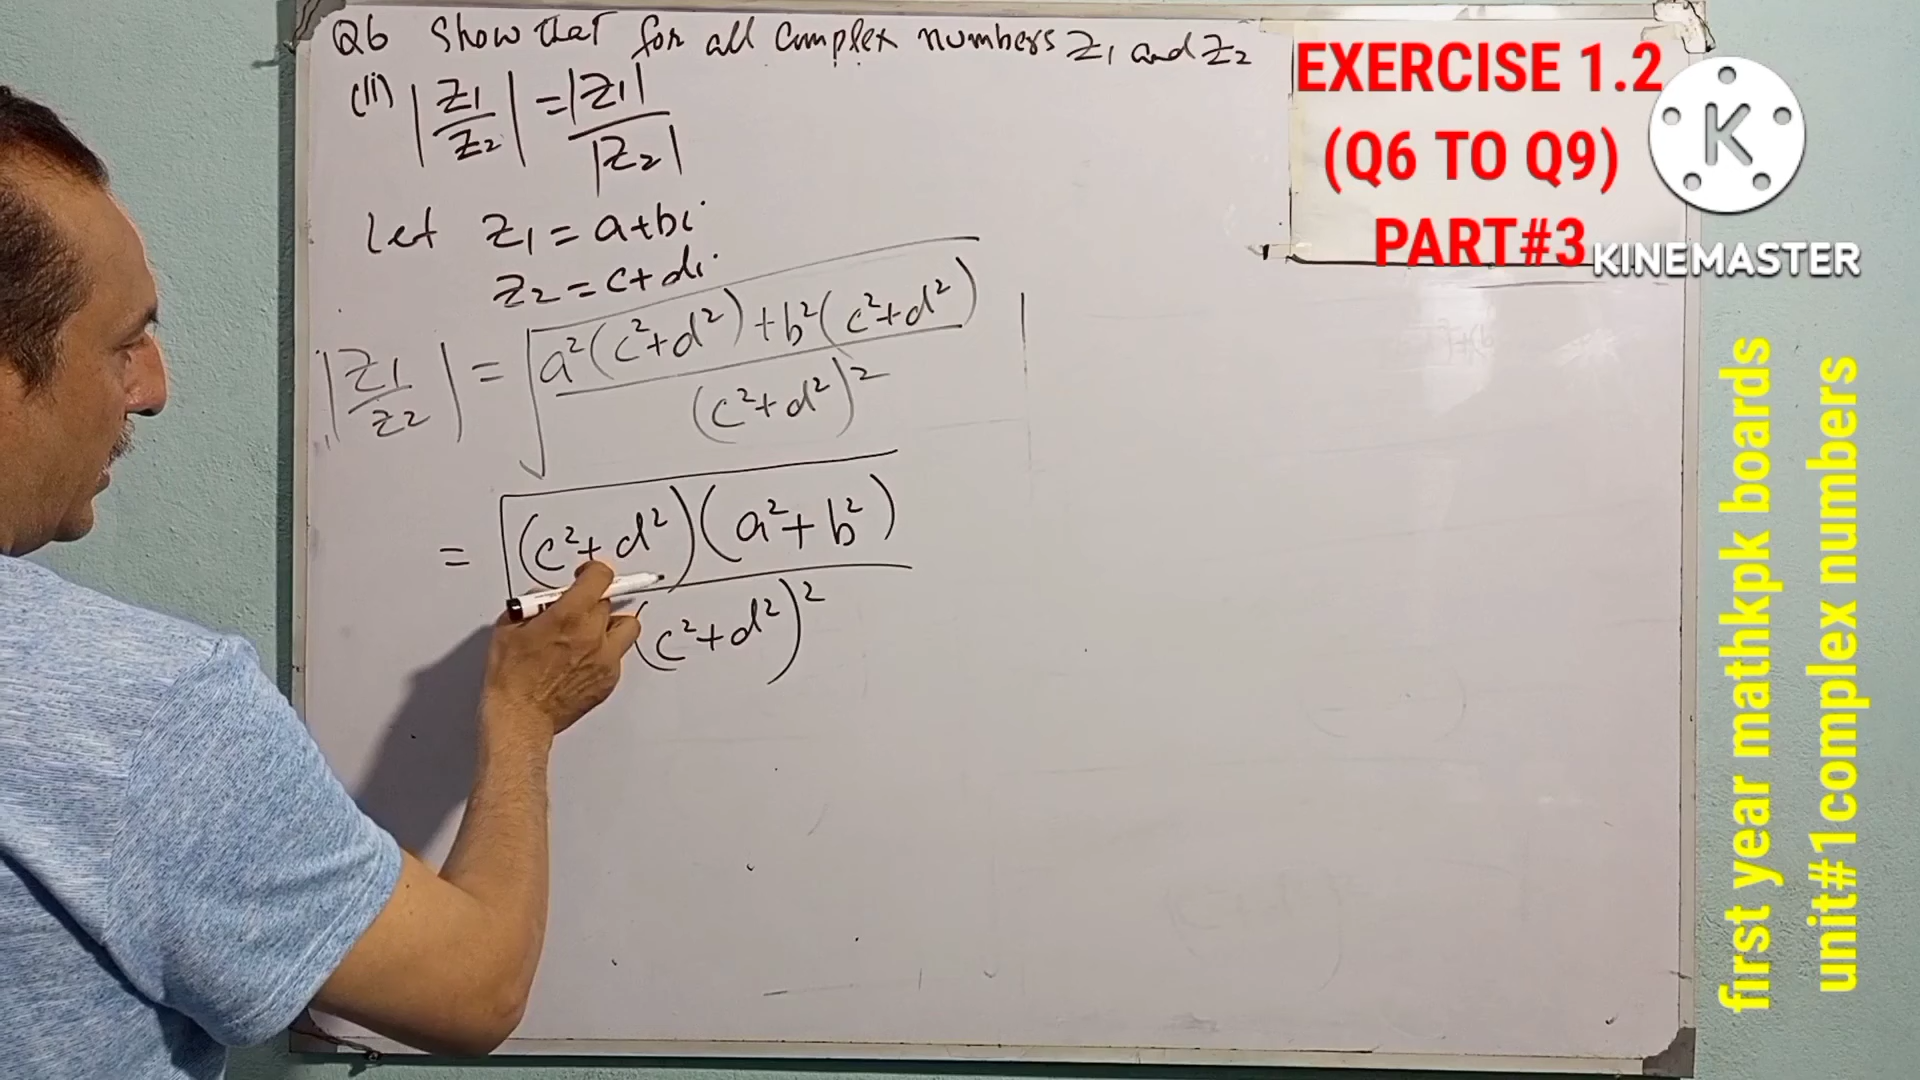 Q6 Show that for all complex numbers Z₁ and Z₂
(ii) |Z₁/Z₂| = |Z₁|/|Z₂|
Let Z₁ = a+bi
Z₂ = c+di
|Z₁/Z₂| = √(a²(c²+d²)+b²(c²+d²)/(c²+d²)²)
= √((c²+d²)(a²+b²)/(c²+d²)²)
EXERCISE 1.2
(Q6 TO Q9)
PART#3
K
KINEMASTER
first year mathkpk boards
unit#1complex numbers